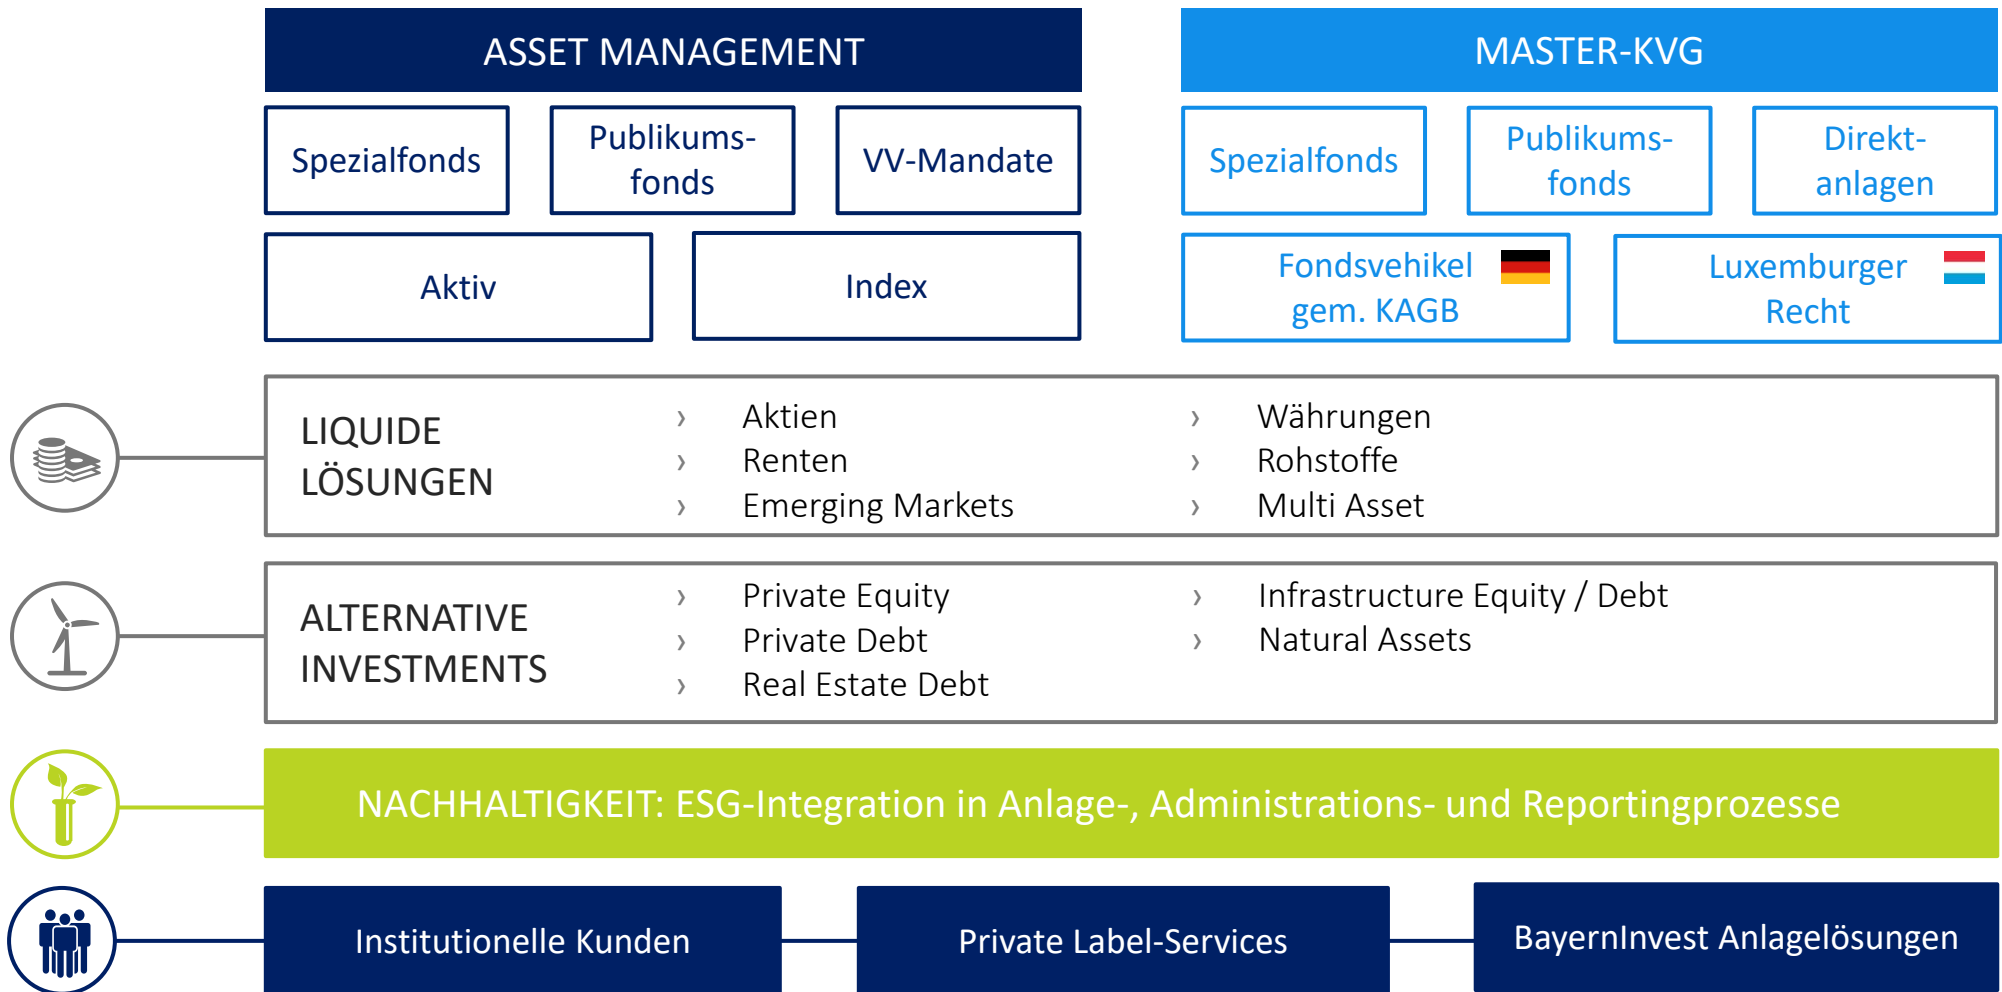 ASSET MANAGEMENT
MASTER-KVG
Spezialfonds
Publikums-
fonds
VV-Mandate
Spezialfonds
Publikums-
fonds
Direkt-
anlagen
Aktiv
Index
Fondsvehikel
gem. KAGB
Luxemburger
Recht
LIQUIDE
LÖSUNGEN
› Aktien
› Renten
› Emerging Markets
› Währungen
› Rohstoffe
› Multi Asset
ALTERNATIVE
INVESTMENTS
› Private Equity
› Private Debt
› Real Estate Debt
› Infrastructure Equity / Debt
› Natural Assets
NACHHALTIGKEIT: ESG-Integration in Anlage-, Administrations- und Reportingprozesse
Institutionelle Kunden
Private Label-Services
BayernInvest Anlagelösungen